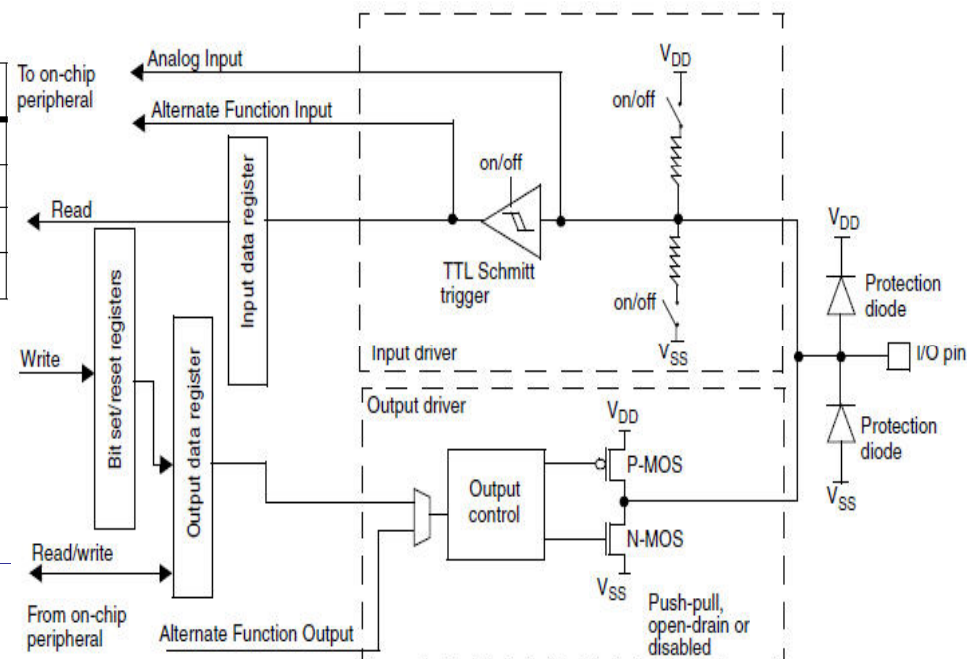 To on-chip
peripheral
Analog Input
Alternate Function Input
Read
Input data register
on/off
TTL Schmitt
trigger
VDD
on/off
on/off
VSS
Input driver
VDD
Protection
diode
I/O pin
Protection
diode
VSS
Write
Bit set/reset registers
Output data register
Read/write
From on-chip
peripheral
Alternate Function Output
Output driver
Output
control
VDD
P-MOS
N-MOS
VSS
Push-pull,
open-drain or
disabled